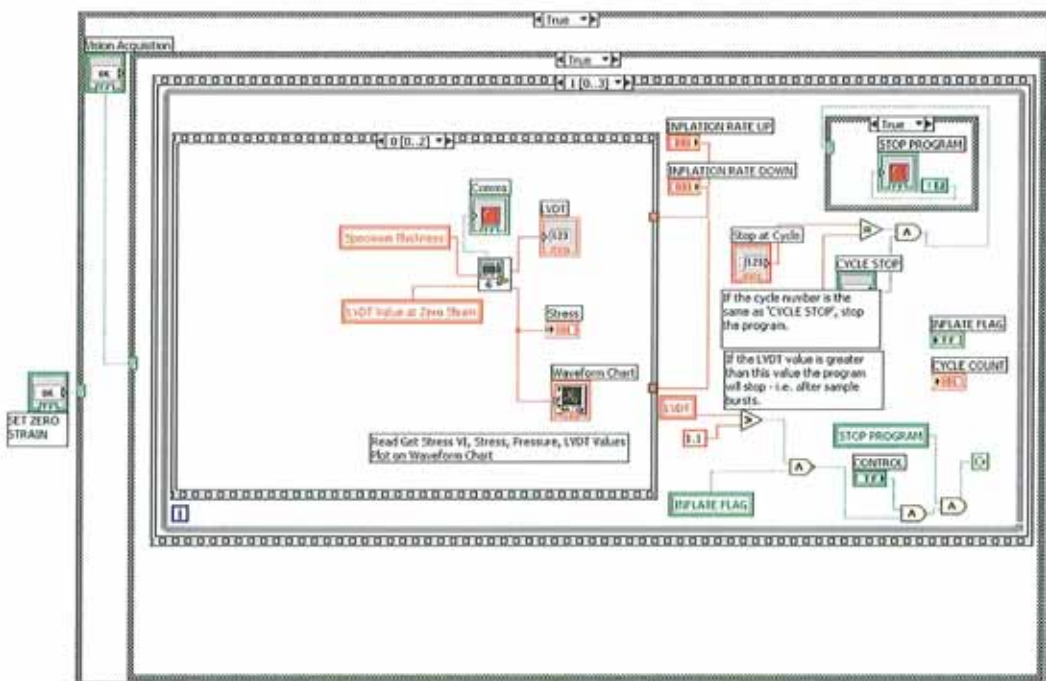 True
Vision Acquisition
OK
True
1 [0..3]
0 [0..2]
INFLATION RATE UP
INFLATION RATE DOWN
True
STOP PROGRAM
Comms
LVDT
123
Specimen Thickness
LVDT Value at Zero Strain
Stress
Waveform Chart
Read Get Stress VI, Stress, Pressure, LVDT Values
Plot on Waveform Chart
Stop at Cycle
123
CYCLE STOP
If the cycle number is the
same as 'CYCLE STOP', stop
the program.
If the LVDT value is greater
than this value the program
will stop - i.e. after sample
bursts.
INFLATE FLAG
CYCLE COUNT
LVDT
1.1
>
STOP PROGRAM
CONTROL
INFLATE FLAG
i
OK
SET ZERO
STRAIN